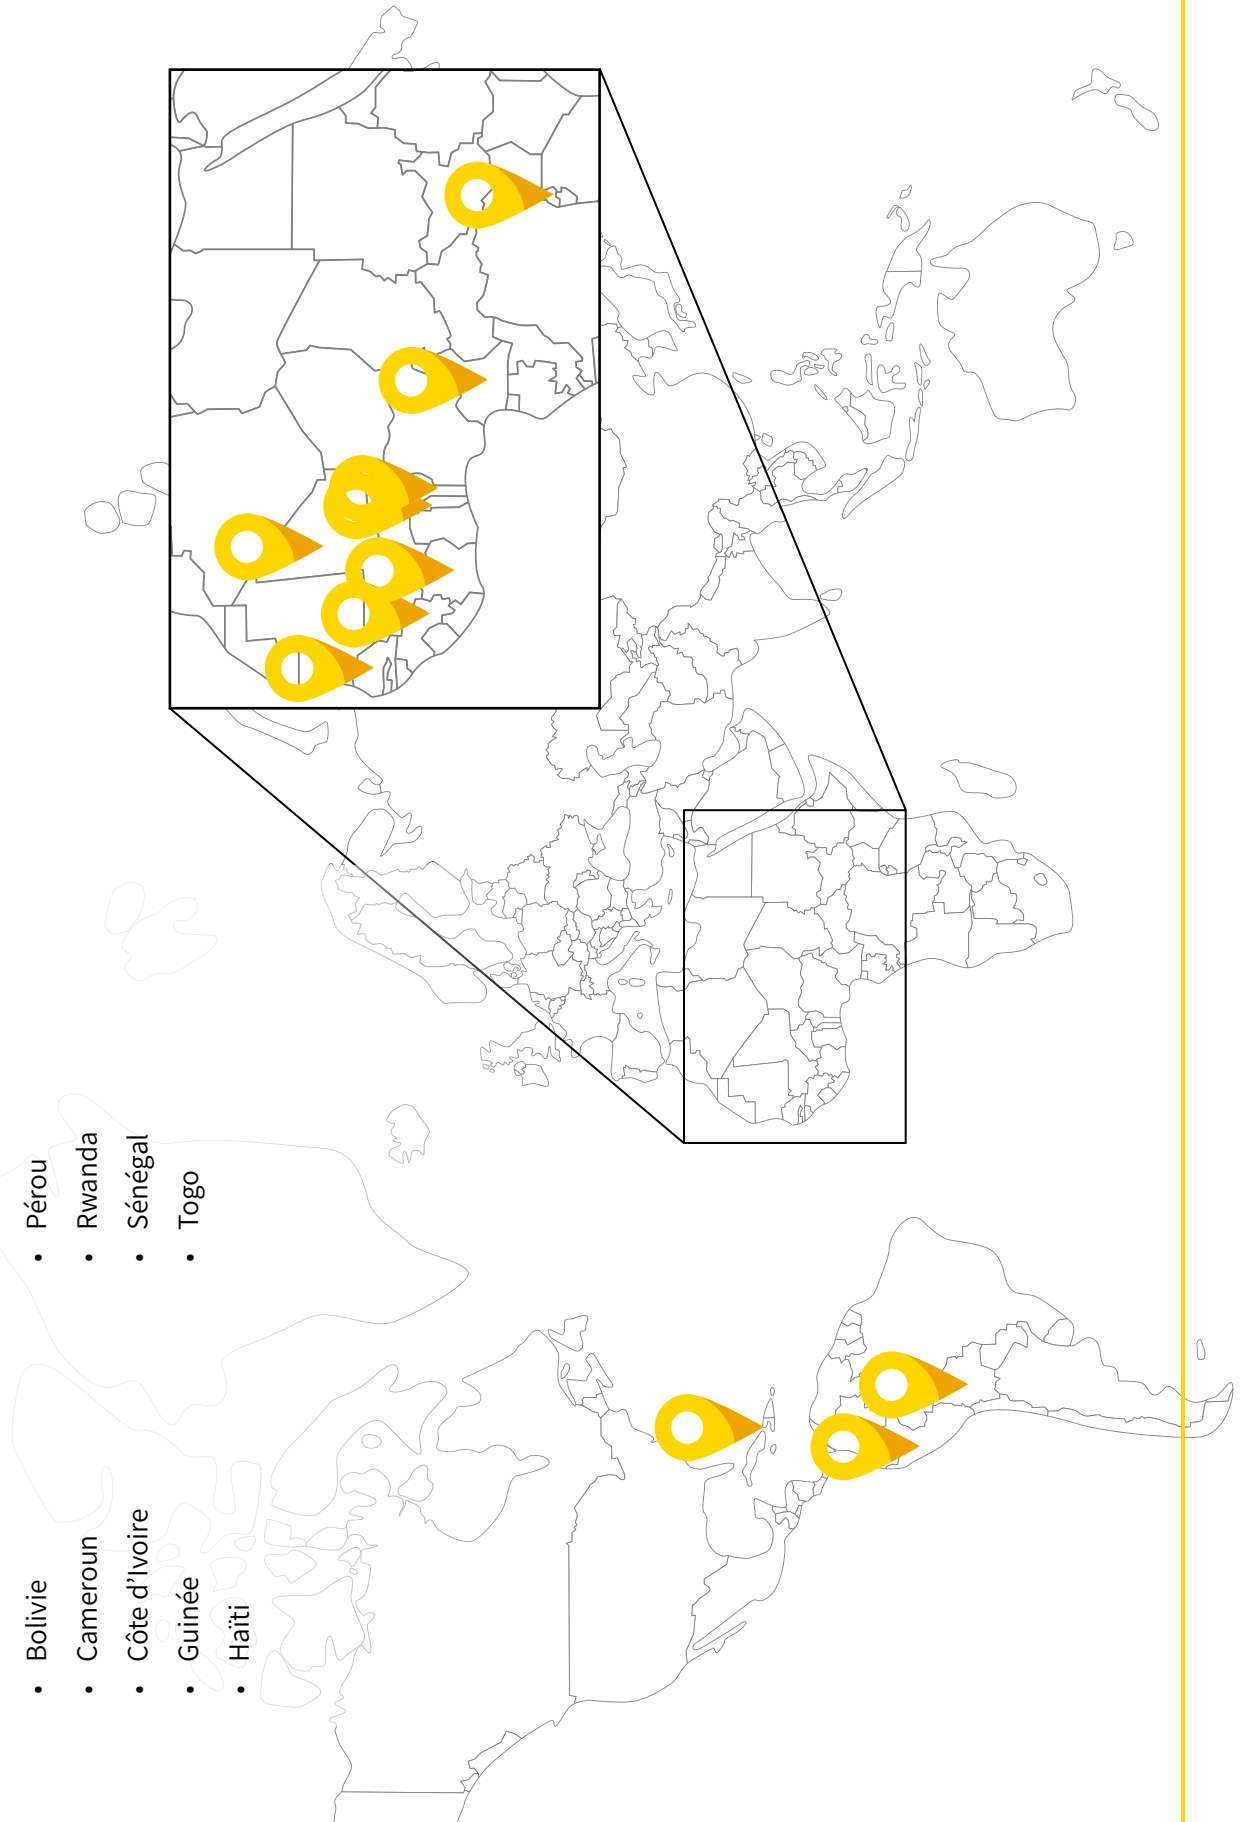 • Bolivie
• Cameroun
• Côte d’Ivoire
• Guinée
• Haïti
• Pérou
• Rwanda
• Sénégal
• Togo